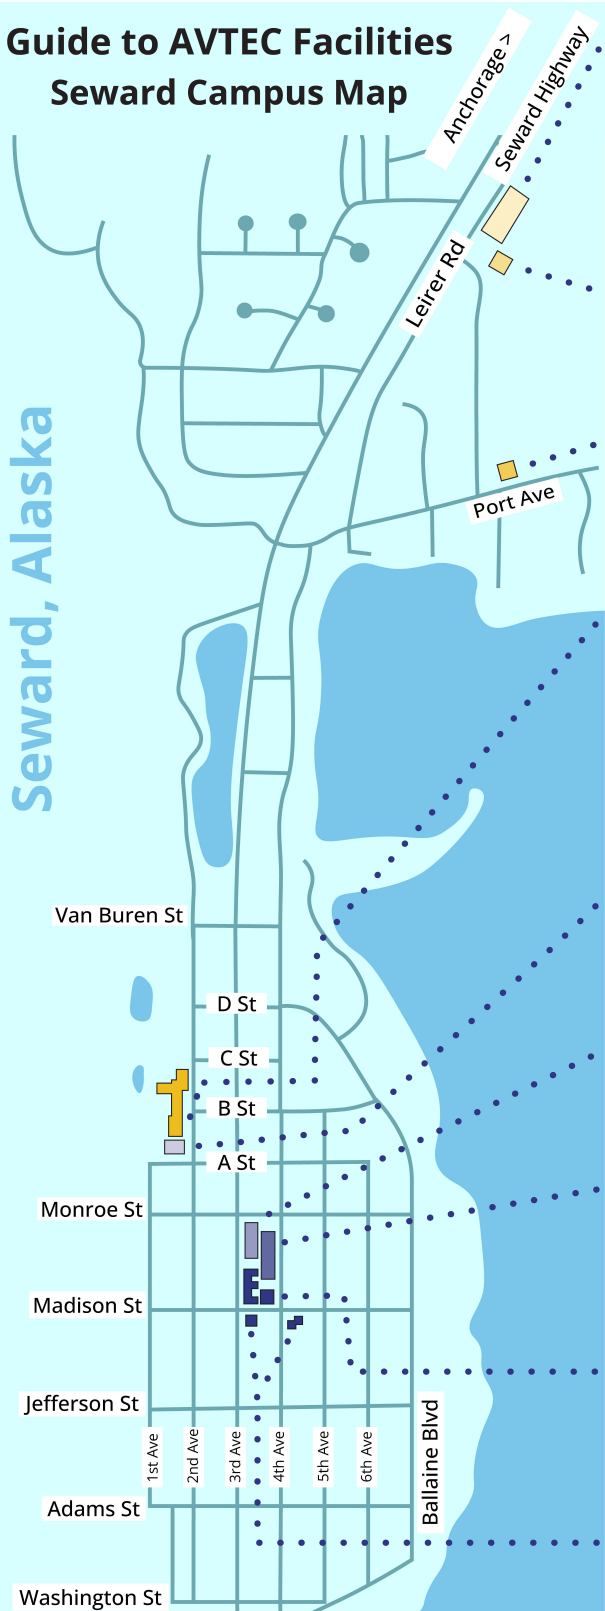 Guide to AVTEC Facilities
Seward Campus Map
Anchorage >
Seward Highway
Leirer Rd
Port Ave
Seward, Alaska
Van Buren St
D St
C St
B St
A St
Monroe St
Madison St
Jefferson St
1st Ave
2nd Ave
3rd Ave
4th Ave
5th Ave
6th Ave
Ballaine Blvd
Adams St
Washington St